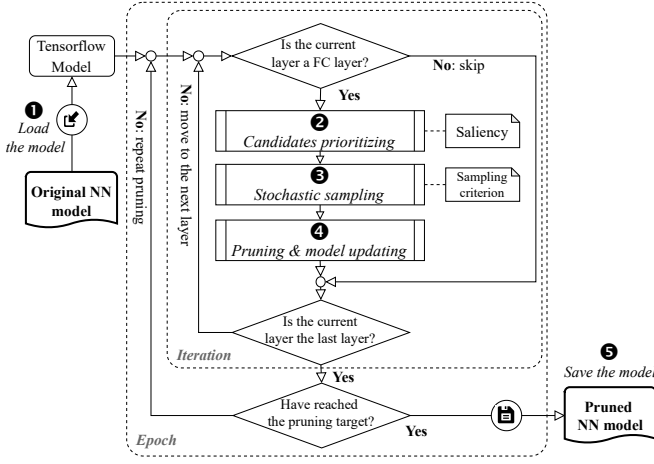 Tensorflow
Model
❶
Load
the model
Original NN
model
No: repeat pruning
No: move to the next
layer
Is the current
layer a FC layer?
No: skip
Yes
❷
Candidates prioritizing
Saliency
❸
Stochastic sampling
Sampling
criterion
❹
Pruning & model updating
Is the current
layer the last layer?
Iteration
Yes
Have reached
the pruning target?
Yes
Epoch
❺
Save the model
Pruned
NN model